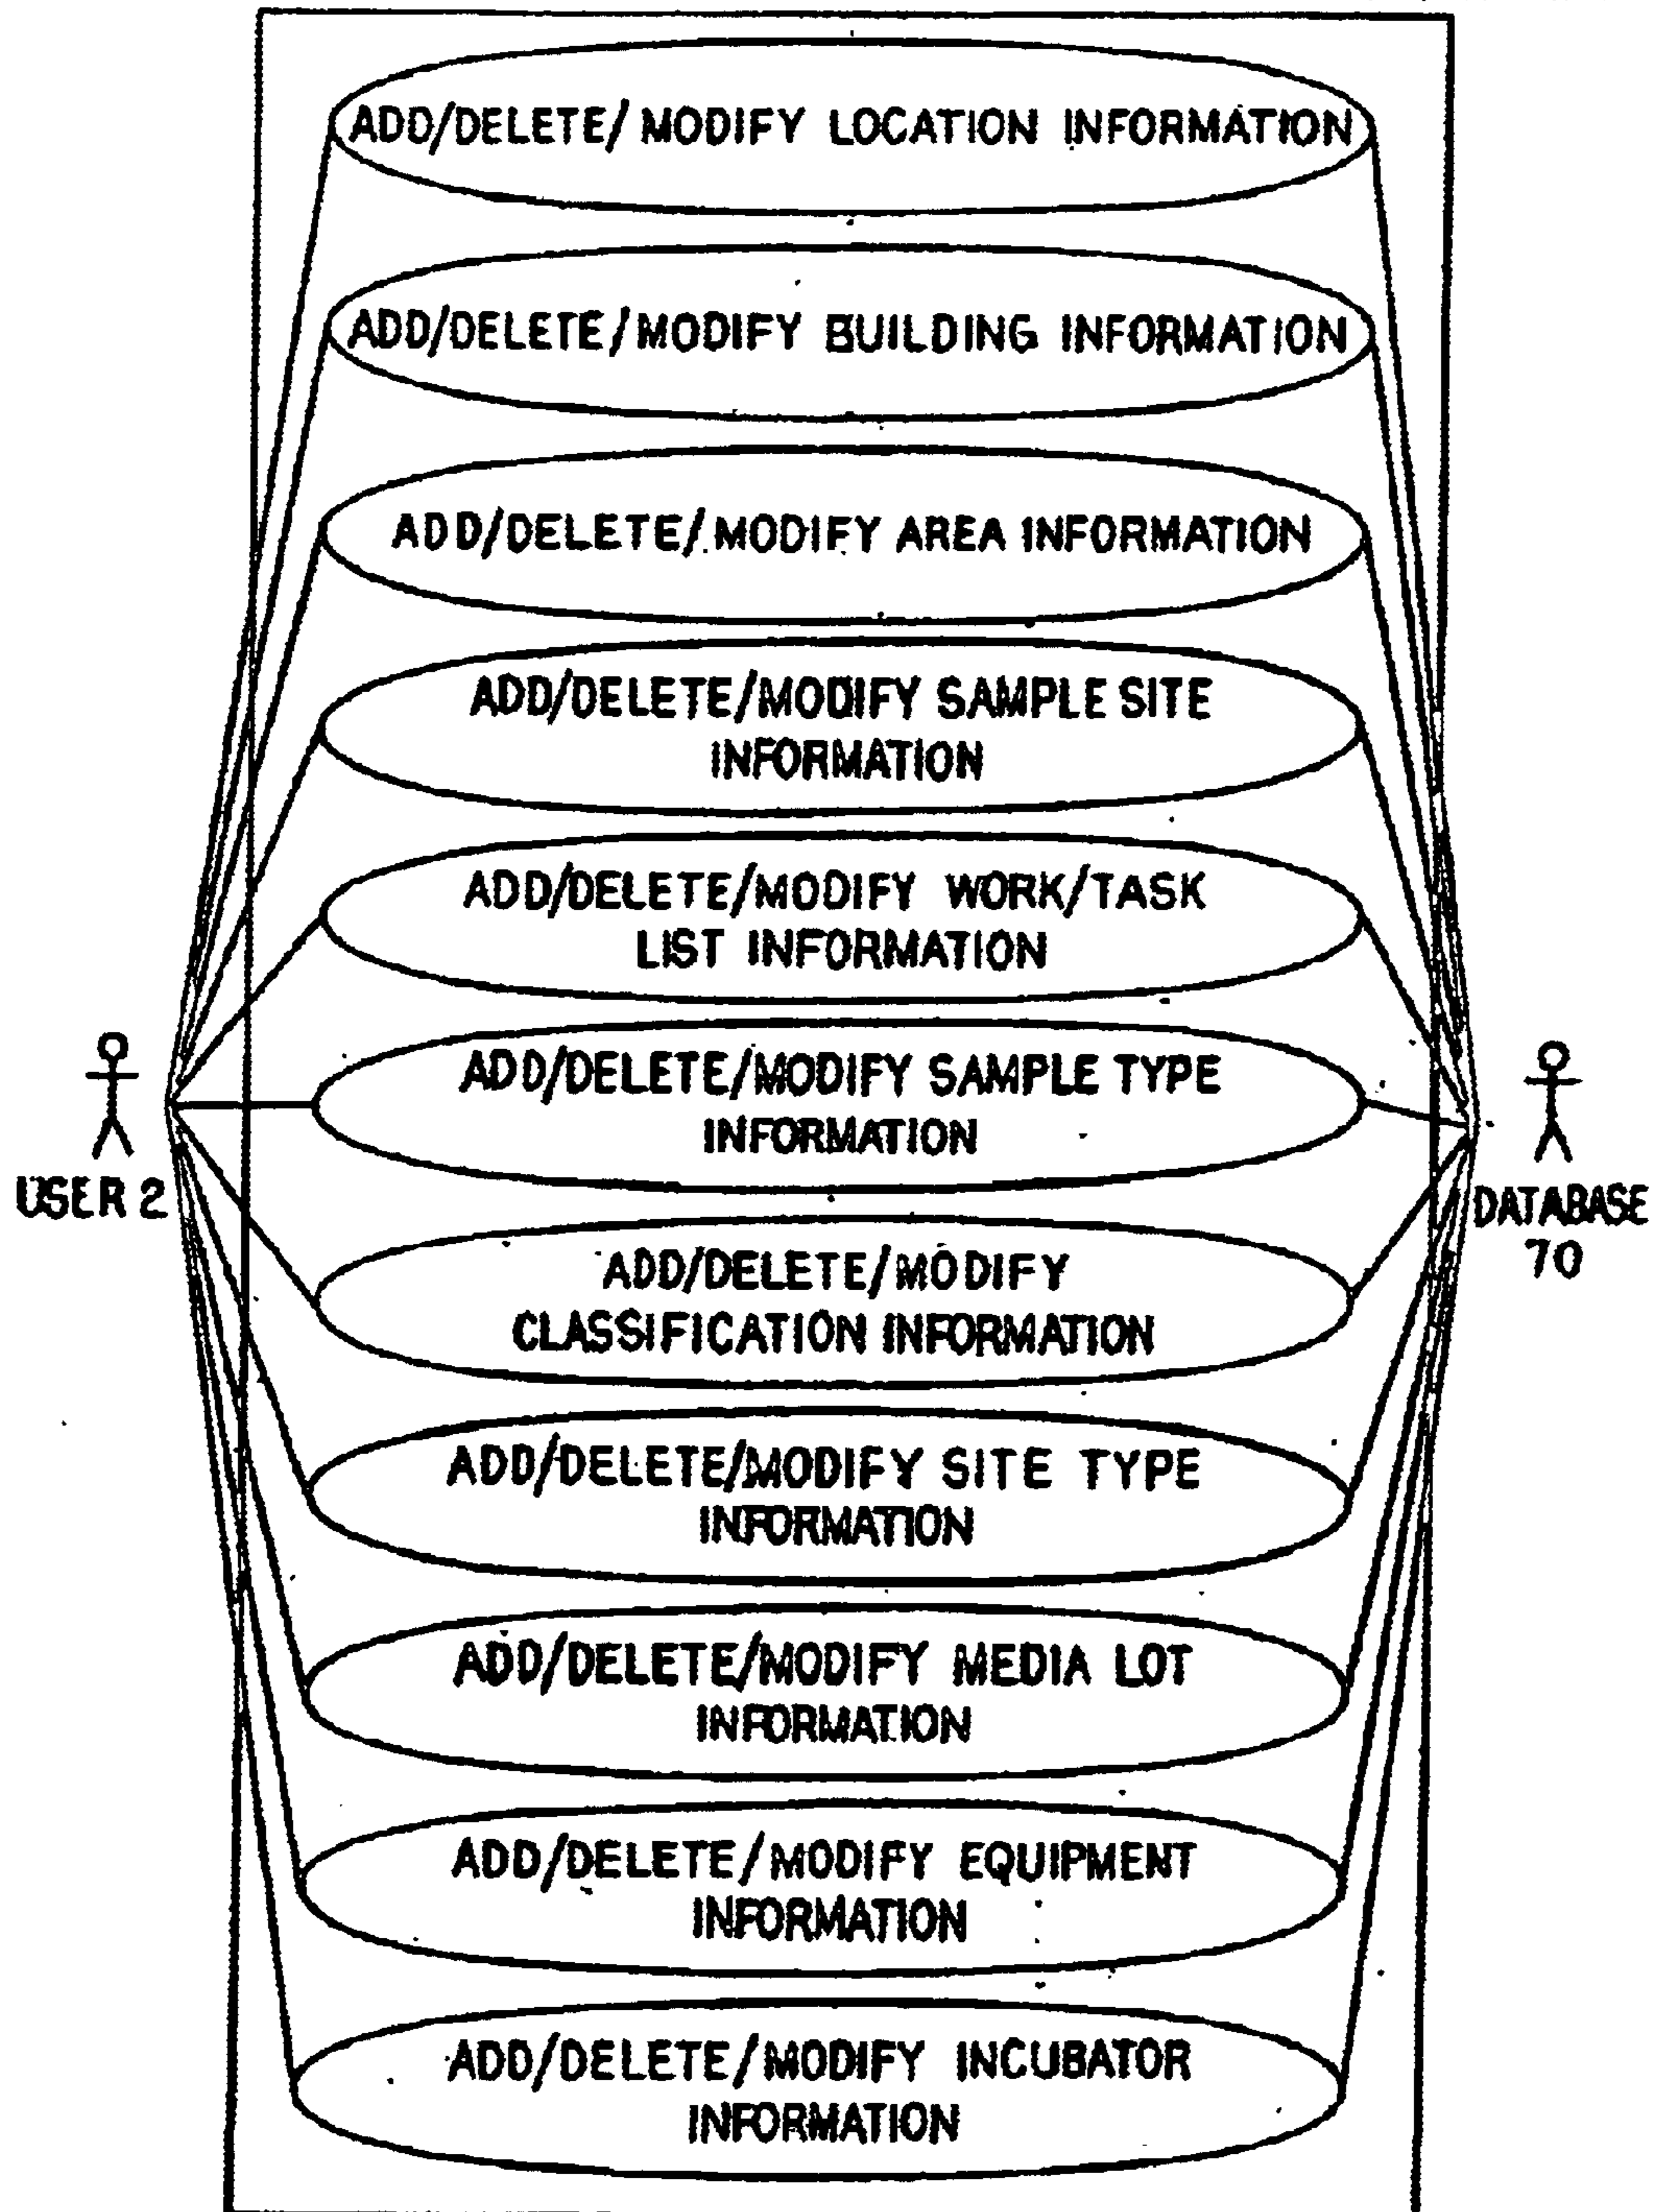 ADD/DELETE/MODIFY LOCATION INFORMATION
ADD/DELETE/MODIFY BUILDING INFORMATION
ADD/DELETE/MODIFY AREA INFORMATION
ADD/DELETE/MODIFY SAMPLE SITE
INFORMATION
ADD/DELETE/MODIFY WORK/TASK
LIST INFORMATION
ADD/DELETE/MODIFY SAMPLE TYPE
INFORMATION
USER 2
DATABASE
70
ADD/DELETE/MODIFY
CLASSIFICATION INFORMATION
ADD/DELETE/MODIFY SITE TYPE
INFORMATION
ADD/DELETE/MODIFY MEDIA LOT
INFORMATION
ADD/DELETE/MODIFY EQUIPMENT
INFORMATION
ADD/DELETE/MODIFY INCUBATOR
INFORMATION